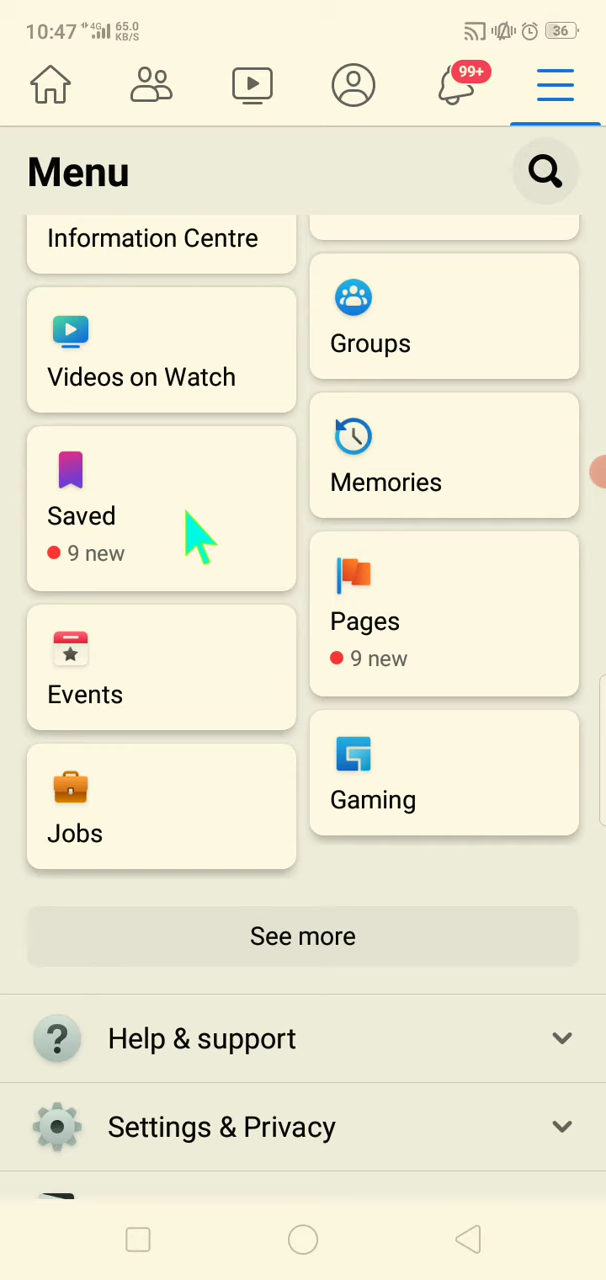 10:47 4G 65.0 KB/S 36
99+
Menu
Information Centre
Videos on Watch
Saved
9 new
Events
Jobs
Groups
Memories
Pages
9 new
Gaming
See more
Help & support
Settings & Privacy